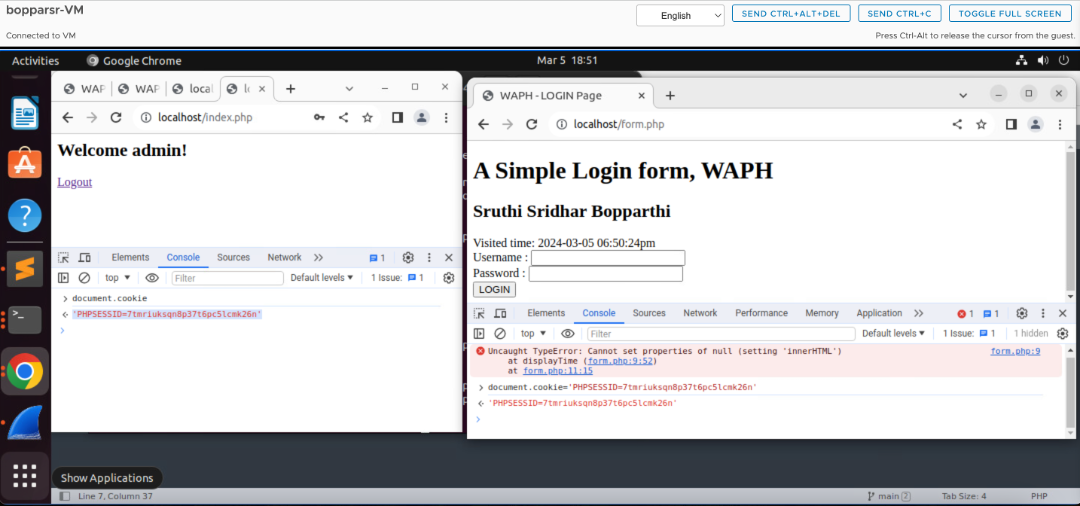 bopparsr-VM
English
SEND CTRL+ALT+DEL
SEND CTRL+C
TOGGLE FULL SCREEN
Connected to VM
Press Ctrl-Alt to release the cursor from the guest.
Activities
Google Chrome
Mar 5 18:51
WAP
WAP
local
lo
localhost/index.php
Welcome admin!
Logout
Elements
Console
Sources
Network
1
top
Filter
Default levels
1 Issue:
1
document.cookie
'PHPSESSID=7tmriuksqn8p37t6pc5lcmk26n'
WAPH - LOGIN Page
localhost/form.php
A Simple Login form, WAPH
Sruthi Sridhar Bopparthi
Visited time: 2024-03-05 06:50:24pm
Username :
Password :
LOGIN
Elements
Console
Sources
Network
Performance
Memory
Application
1
1
top
Filter
Default levels
1 Issue:
1
1 hidden
Uncaught TypeError: Cannot set properties of null (setting 'innerHTML')
form.php:9
at displayTime (form.php:9:52)
at form.php:11:15
document.cookie='PHPSESSID=7tmriuksqn8p37t6pc5lcmk26n'
'PHPSESSID=7tmriuksqn8p37t6pc5lcmk26n'
Show Applications
Line 7, Column 37
main
2
Tab Size: 4
PHP